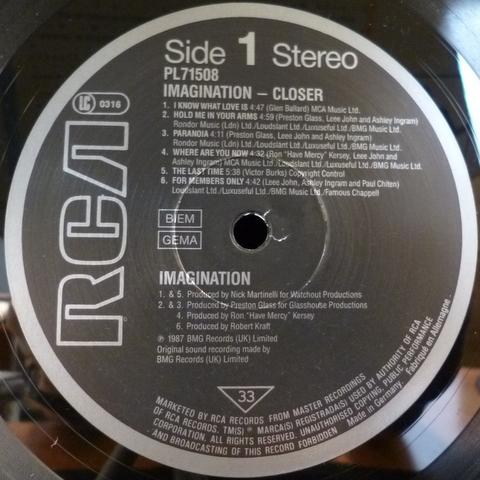 Side 1 Stereo
PL71508
IMAGINATION – CLOSER
LC 0316
1. I KNOW WHAT LOVE IS 4:47 (Glen Ballard) MCA Music Ltd.
2. HOLD ME IN YOUR ARMS 4:59 (Preston Glass, Lee John and Ashley Ingram)
Rondor Music (Ldn) Ltd./Loudslant Ltd./Luxuseful Ltd./BMG Music Ltd.
3. PARANOIA 4:11 (Preston Glass, Leee John and Ashley Ingram)
Rondor Music (Ldn) Ltd./Loudslant Ltd./Luxuseful Ltd./BMG Music Ltd.
4. WHERE ARE YOU NOW 4:32 (Ron "Have Mercy" Kersey, Leee John and
Ashley Ingram) MCA Music Ltd./Loudslant Ltd./Luxuseful Ltd./BMG Music Ltd.
5. THE LAST TIME 5:38 (Victor Burks) Copyright Control
6. FOR MEMBERS ONLY 4:42 (Leee John, Ashley Ingram and Paul Chiten)
Loudslant Ltd./Luxuseful Ltd./BMG Music Ltd./Famous Chappell
RCA
BIEM
GEMA
IMAGINATION
1. & 5. Produced by Nick Martinelli for Watchout Productions
2. & 3. Produced by Preston Glass for Glasshouse Productions
4. Produced by Ron "Have Mercy" Kersey
6. Produced by Robert Kraft
℗ 1987 BMG Records (UK) Limited
Original sound recording made by
BMG Records (UK) Limited
33
MARKETED BY RCA RECORDS FROM MASTER RECORDINGS
OF RCA RECORDS. TM(S)® MARCA(S) REGISTRADA(S) USED BY AUTHORITY OF RCA
CORPORATION. ALL RIGHTS RESERVED. UNAUTHORISED COPYING, PUBLIC PERFORMANCE
AND BROADCASTING OF THIS RECORD FORBIDDEN
Made in Germany.
Fabriqué en Allemagne